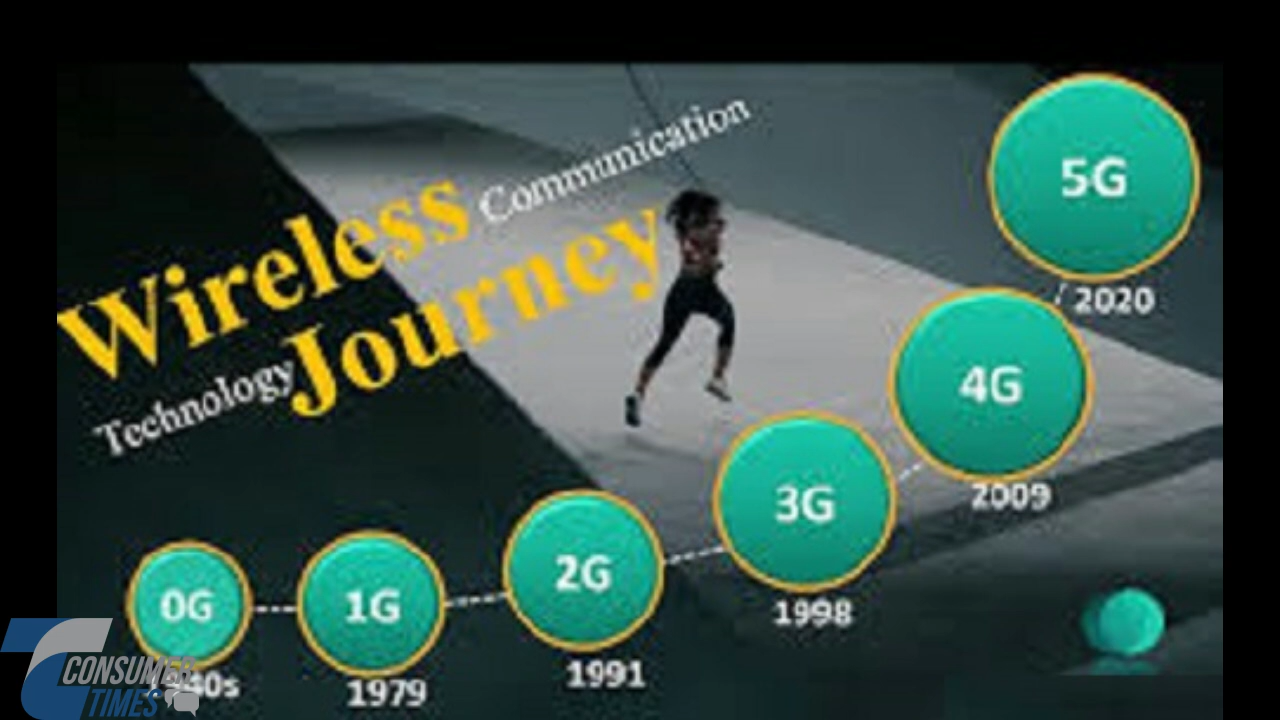 Wireless Communication
Technology Journey
5G
2020
4G
2009
3G
1998
2G
1991
1G
1979
0G
CONSUMER
TIMES